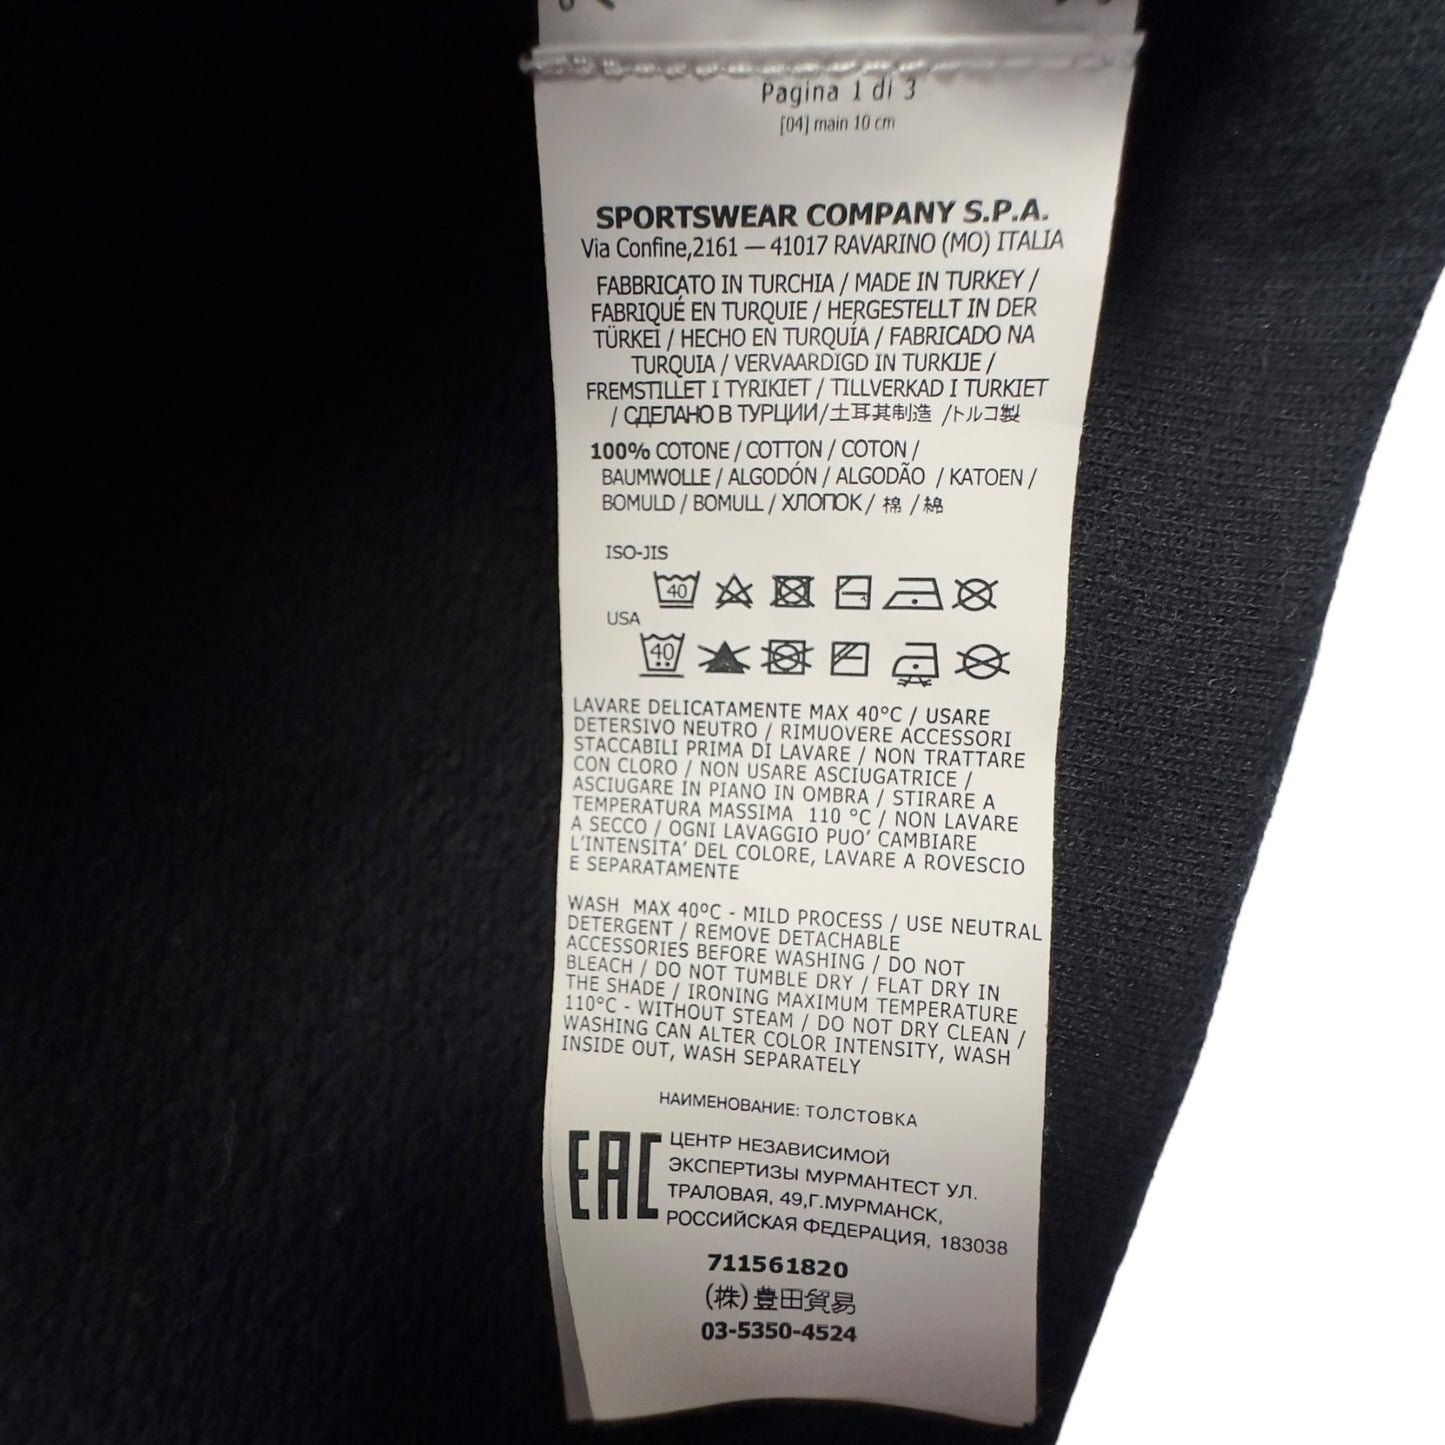 Pagina 1 di 3
[04] main 10 cm
SPORTSWEAR COMPANY S.P.A.
Via Confine,2161 — 41017 RAVARINO (MO) ITALIA
FABBRICATO IN TURCHIA / MADE IN TURKEY /
FABRIQUÉ EN TURQUIE / HERGESTELLT IN DER
TÜRKEI / HECHO EN TURQUÍA / FABRICADO NA
TURQUIA / VERVAARDIGD IN TURKIJE /
FREMSTILLET I TYRIKIET / TILLVERKAD I TURKIET
/ СДЕЛАНО В ТУРЦИИ/土耳其制造 /トルコ製
100% COTONE / COTTON / COTON /
BAUMWOLLE / ALGODÓN / ALGODÃO / KATOEN /
BOMULD / BOMULL / ХЛОПОК / 棉 / 綿
ISO-JIS
40
USA
40
LAVARE DELICATAMENTE MAX 40°C / USARE
DETERSIVO NEUTRO / RIMUOVERE ACCESSORI
STACCABILI PRIMA DI LAVARE / NON TRATTARE
CON CLORO / NON USARE ASCIUGATRICE /
ASCIUGARE IN PIANO IN OMBRA / STIRARE A
TEMPERATURA MASSIMA 110 °C / NON LAVARE
A SECCO / OGNI LAVAGGIO PUO' CAMBIARE
L'INTENSITA' DEL COLORE, LAVARE A ROVESCIO
E SEPARATAMENTE
WASH MAX 40ºC - MILD PROCESS / USE NEUTRAL
DETERGENT / REMOVE DETACHABLE
ACCESSORIES BEFORE WASHING / DO NOT
BLEACH / DO NOT TUMBLE DRY / FLAT DRY IN
THE SHADE / IRONING MAXIMUM TEMPERATURE
110°C - WITHOUT STEAM / DO NOT DRY CLEAN /
WASHING CAN ALTER COLOR INTENSITY, WASH
INSIDE OUT, WASH SEPARATELY
НАИМЕНОВАНИЕ: ТОЛСТОВКА
EAC
ЦЕНТР НЕЗАВИСИМОЙ
ЭКСПЕРТИЗЫ МУРМАНТЕСТ УЛ.
ТРАЛОВАЯ, 49,Г.МУРМАНСК,
РОССИЙСКАЯ ФЕДЕРАЦИЯ, 183038
711561820
(株)豊田貿易
03-5350-4524